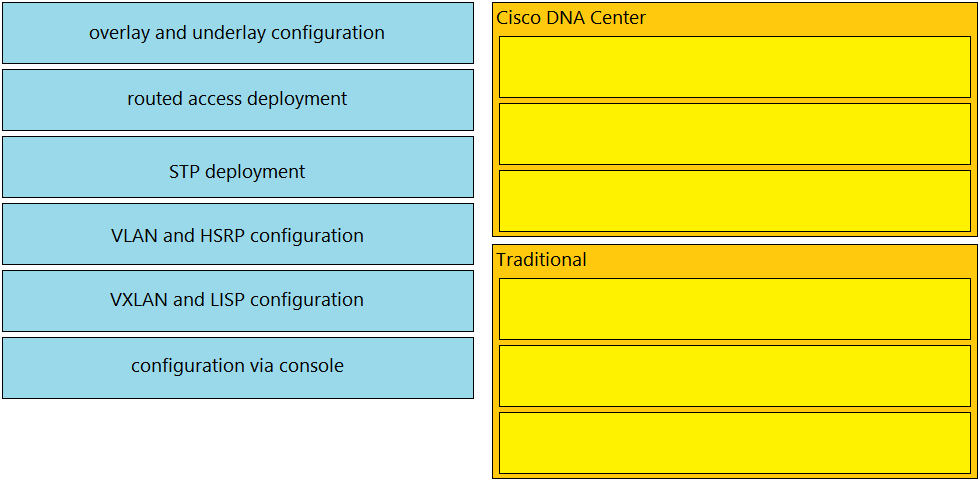 overlay and underlay configuration
routed access deployment
STP deployment
VLAN and HSRP configuration
VXLAN and LISP configuration
configuration via console
Cisco DNA Center
Traditional